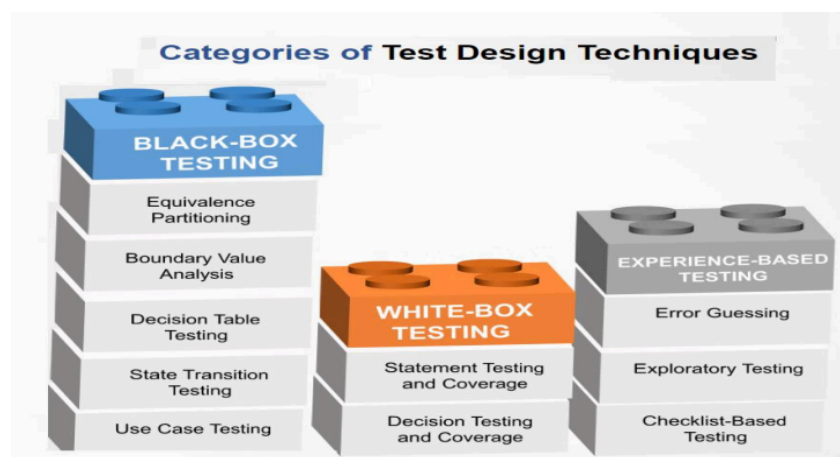 Categories of Test Design Techniques
BLACK-BOX
TESTING
Equivalence
Partitioning
Boundary Value
Analysis
Decision Table
Testing
State Transition
Testing
Use Case Testing
WHITE-BOX
TESTING
Statement Testing
and Coverage
Decision Testing
and Coverage
EXPERIENCE-BASED
TESTING
Error Guessing
Exploratory Testing
Checklist-Based
Testing